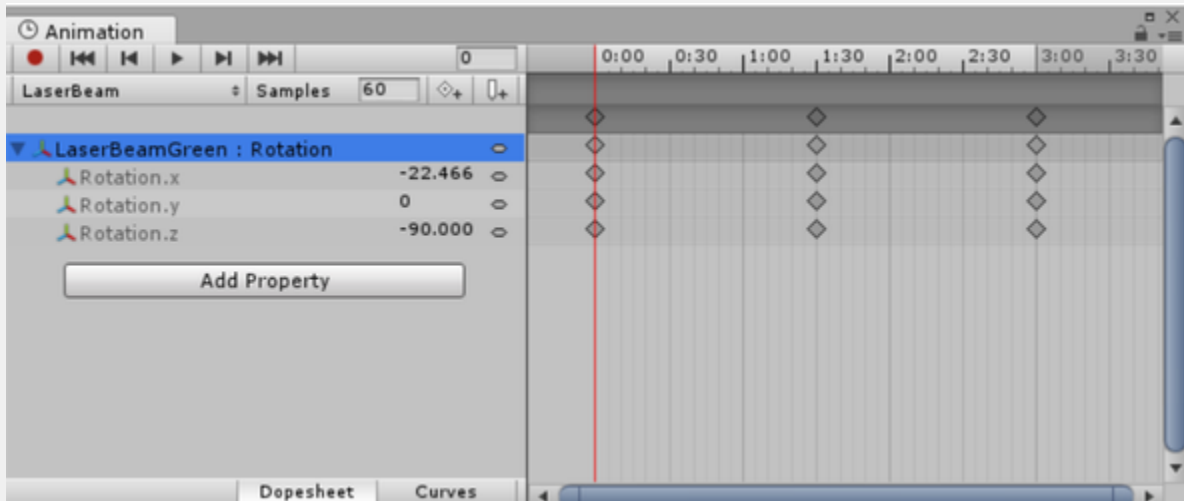 Animation
0 0:00 0:30 1:00 1:30 2:00 2:30 3:00 3:30
LaserBeam Samples 60
LaserBeamGreen : Rotation
Rotation.x -22.466
Rotation.y 0
Rotation.z -90.000
Add Property
Dopesheet Curves